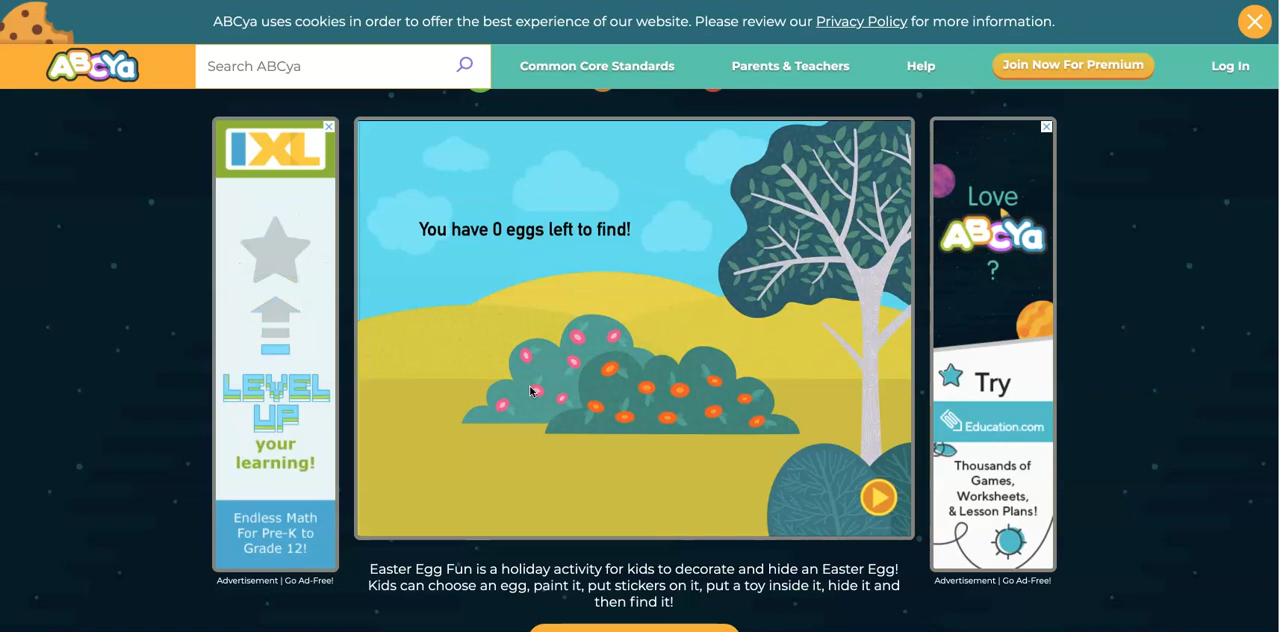 ABCya uses cookies in order to offer the best experience of our website. Please review our Privacy Policy for more information.
ABCya
Search ABCya
Common Core Standards
Parents & Teachers
Help
Join Now For Premium
Log In
IXL
LEVEL
UP
your
learning!
Endless Math
For Pre-K to
Grade 12!
Advertisement | Go Ad-Free!
You have 0 eggs left to find!
Love
ABCya
?
Try
Education.com
Thousands of
Games,
Worksheets,
& Lesson Plans!
Advertisement | Go Ad-Free!
Easter Egg Fun is a holiday activity for kids to decorate and hide an Easter Egg!
Kids can choose an egg, paint it, put stickers on it, put a toy inside it, hide it and
then find it!